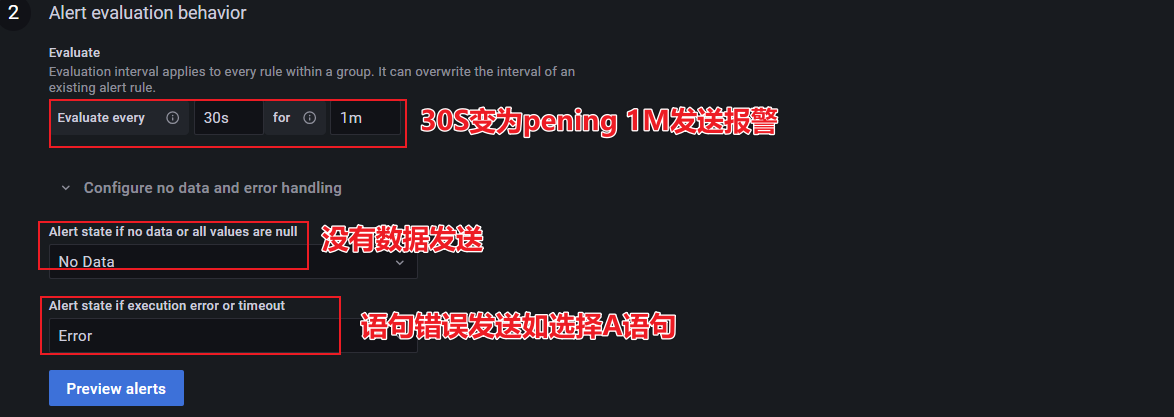 2 Alert evaluation behavior
Evaluate
Evaluation interval applies to every rule within a group. It can overwrite the interval of an
existing alert rule.
Evaluate every 30s for 1m
30S变为pening 1M发送报警
Configure no data and error handling
Alert state if no data or all values are null
没有数据发送
No Data
Alert state if execution error or timeout
语句错误发送如选择A语句
Error
Preview alerts